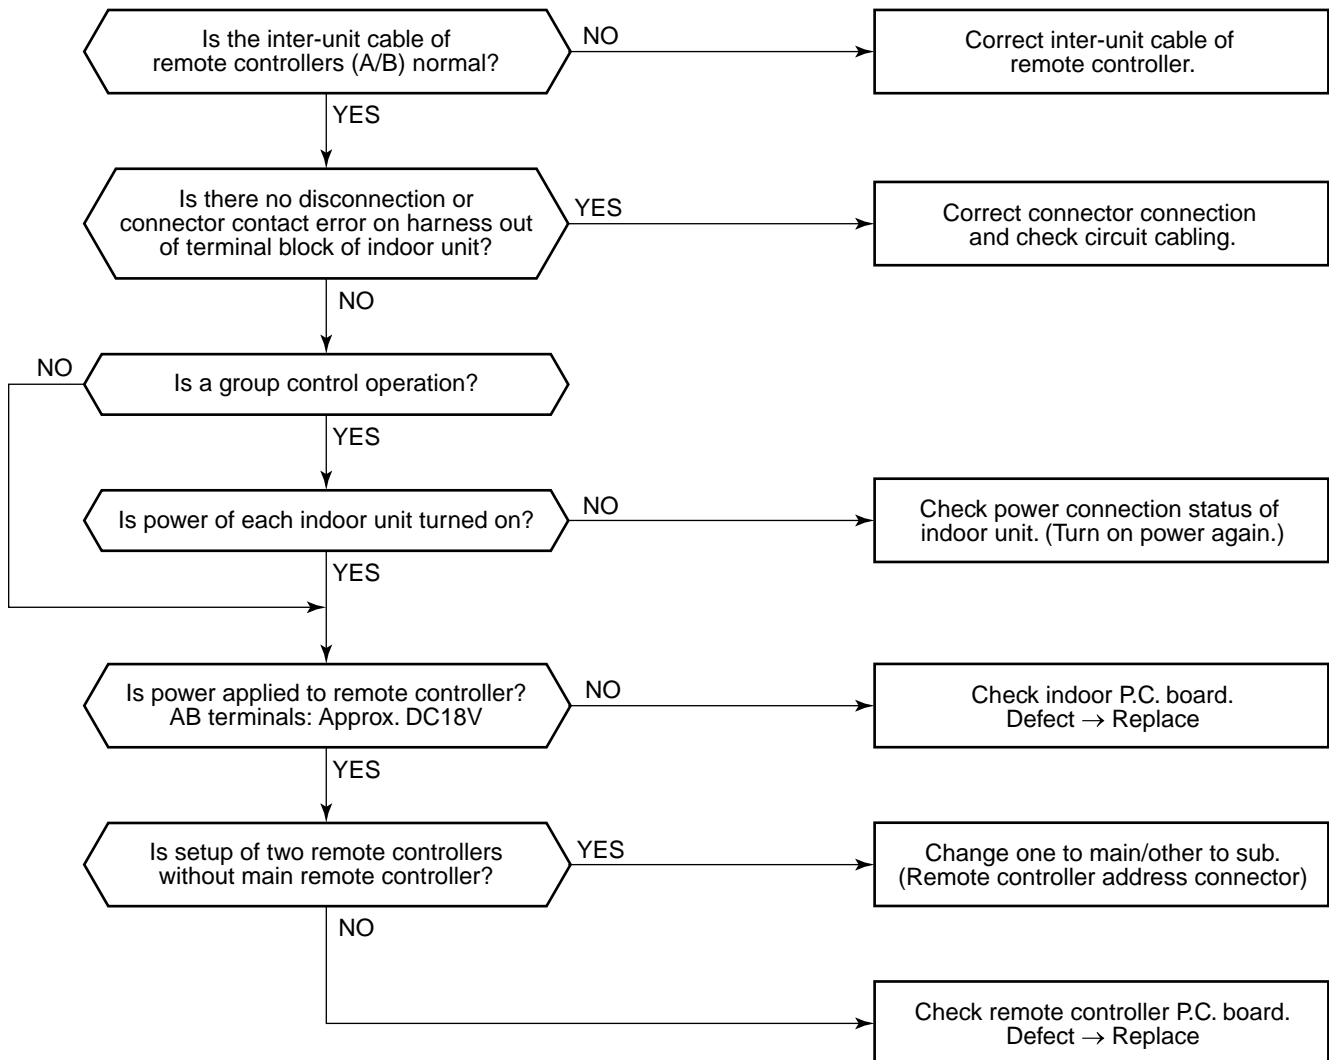 Is the inter-unit cable of
remote controllers (A/B) normal?
NO
Correct inter-unit cable of
remote controller.
YES
Is there no disconnection or
connector contact error on harness out
of terminal block of indoor unit?
YES
Correct connector connection
and check circuit cabling.
NO
NO
Is a group control operation?
YES
Is power of each indoor unit turned on?
NO
Check power connection status of
indoor unit. (Turn on power again.)
YES
Is power applied to remote controller?
AB terminals: Approx. DC18V
NO
Check indoor P.C. board.
Defect → Replace
YES
Is setup of two remote controllers
without main remote controller?
YES
Change one to main/other to sub.
(Remote controller address connector)
NO
Check remote controller P.C. board.
Defect → Replace